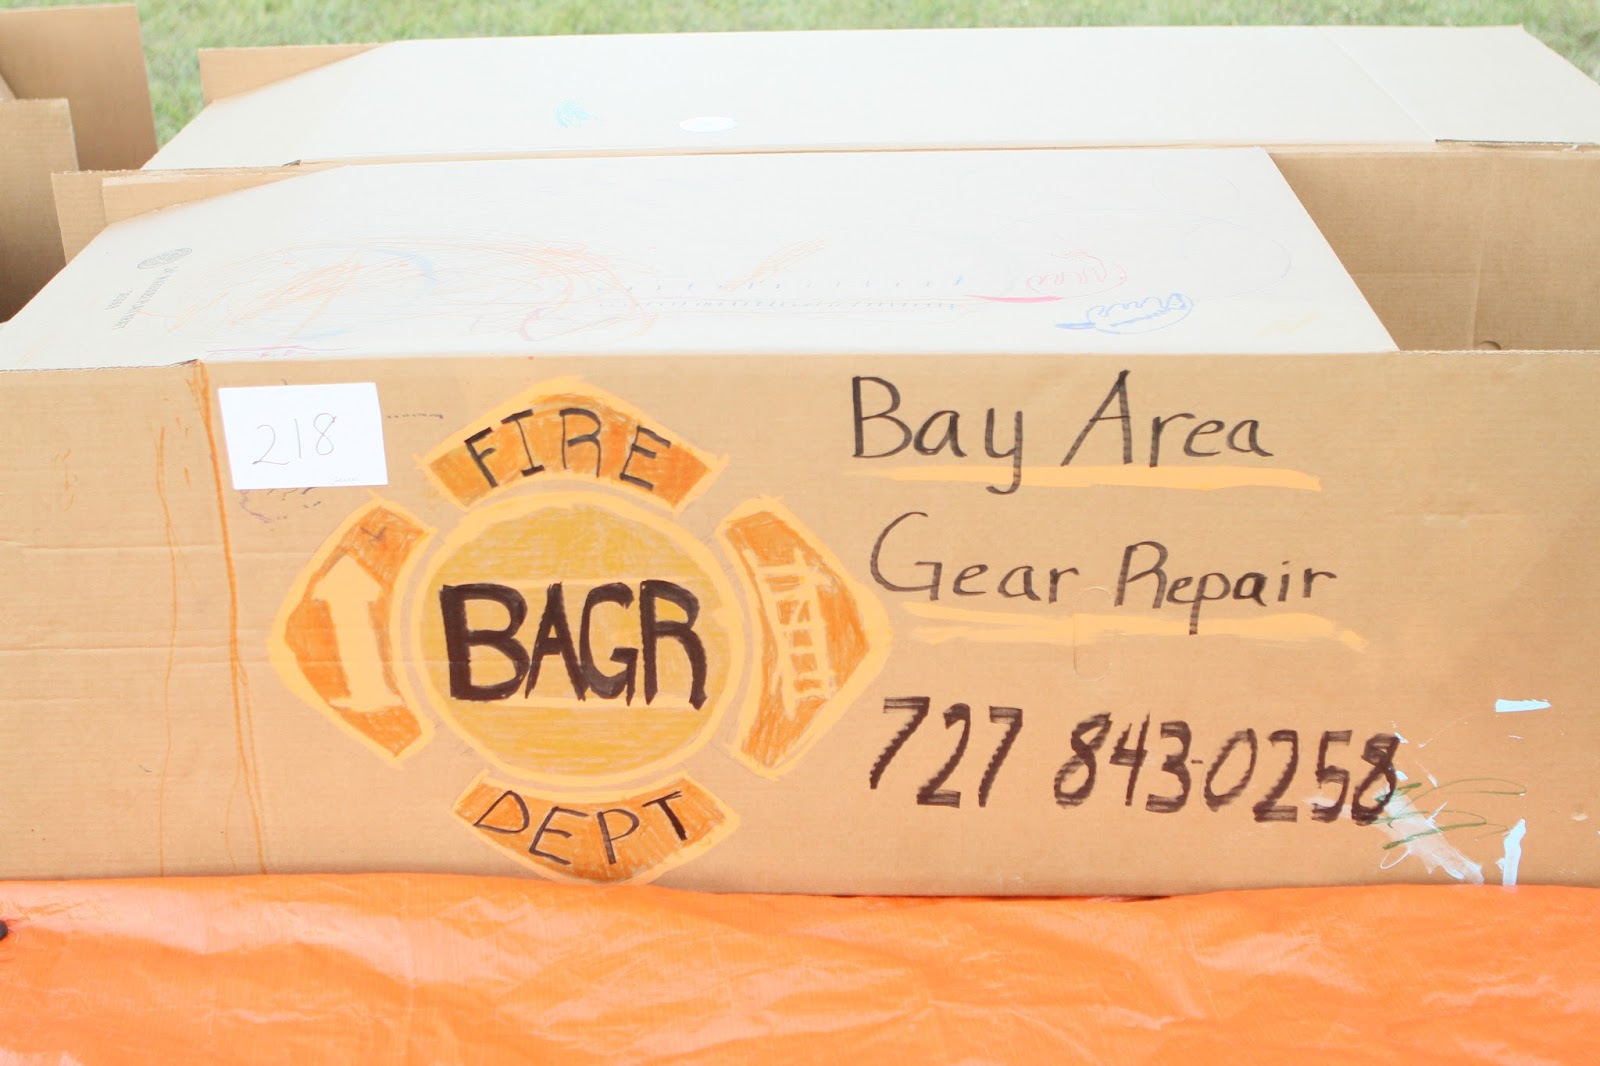 218
FIRE
BAGR
DEPT
Bay Area
Gear Repair
727 843-0258